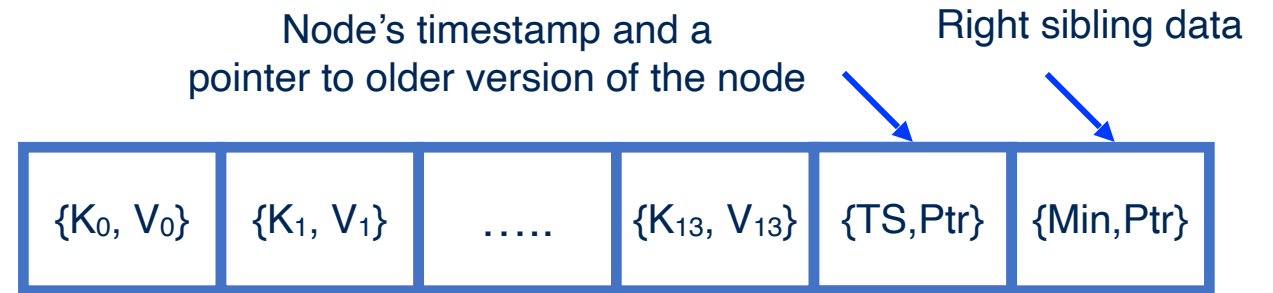 Node's timestamp and a
pointer to older version of the node
Right sibling data
{K₀, V₀} {K₁, V₁} ..... {K₁₃, V₁₃} {TS,Ptr} {Min,Ptr}